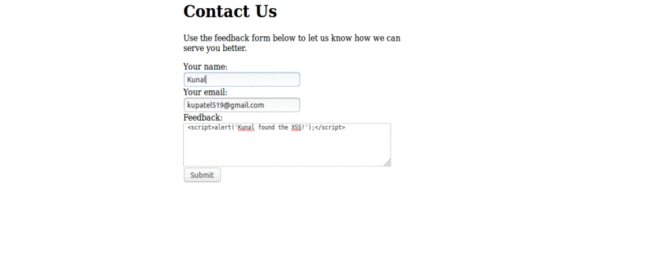 Contact Us
Use the feedback form below to let us know how we can
serve you better.
Your name:
Kunal
Your email:
kupatel519@gmail.com
Feedback:
<script>alert('Kunal found the XSS!');</script>
Submit